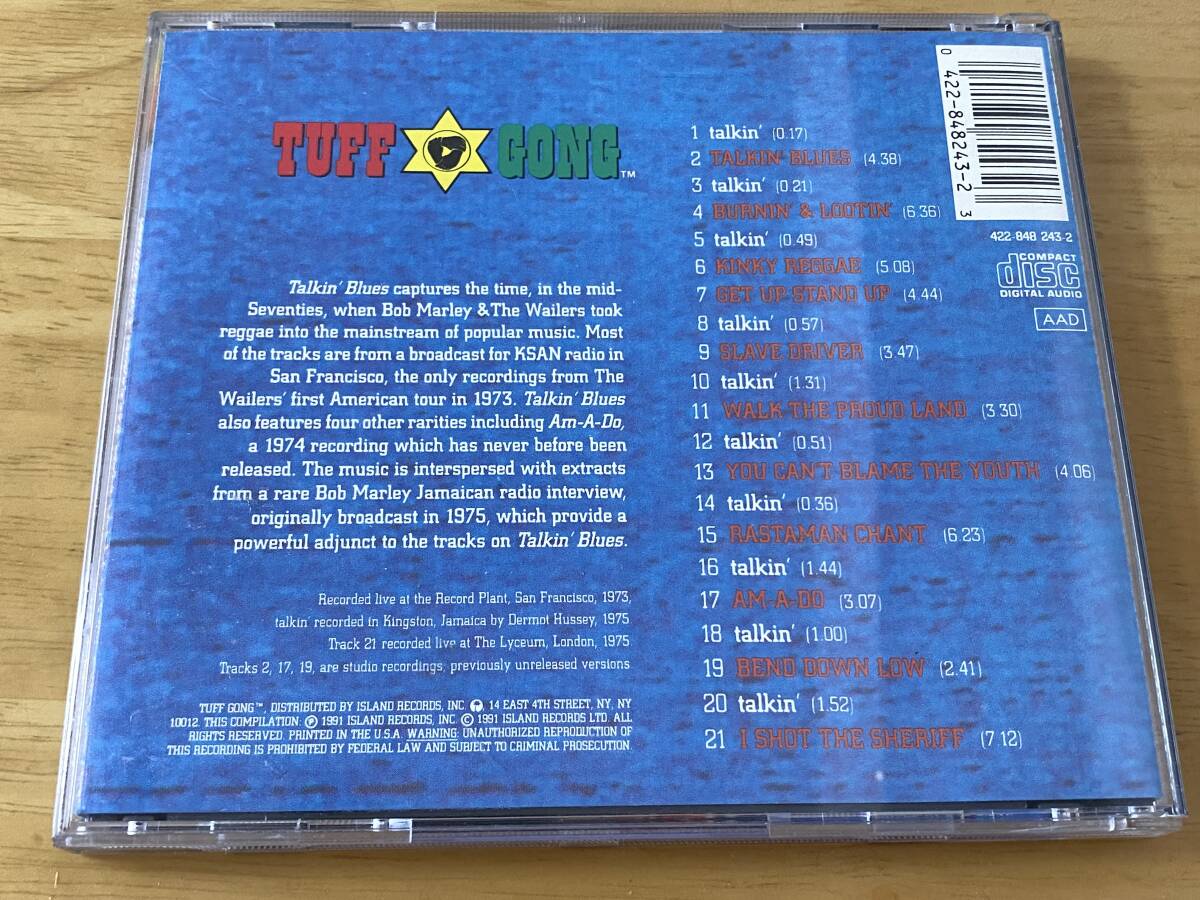 TUFF GONG™
Talkin' Blues captures the time, in the mid-
Seventies, when Bob Marley & The Wailers took
reggae into the mainstream of popular music. Most
of the tracks are from a broadcast for KSAN radio in
San Francisco, the only recordings from The
Wailers' first American tour in 1973. Talkin' Blues
also features four other rarities including Am-A-Do,
a 1974 recording which has never before been
released. The music is interspersed with extracts
from a rare Bob Marley Jamaican radio interview,
originally broadcast in 1975, which provide a
powerful adjunct to the tracks on Talkin' Blues.
Recorded live at the Record Plant, San Francisco, 1973,
talkin' recorded in Kingston, Jamaica by Dermot Hussey, 1975
Track 21 recorded live at The Lyceum, London, 1975.
Tracks 2, 17, 19, are studio recordings, previously unreleased versions
TUFF GONG™, DISTRIBUTED BY ISLAND RECORDS, INC. 14 EAST 4TH STREET, NY, NY
10012. THIS COMPILATION: ℗ 1991 ISLAND RECORDS, INC. © 1991 ISLAND RECORDS LTD. ALL
RIGHTS RESERVED. PRINTED IN THE U.S.A. WARNING: UNAUTHORIZED REPRODUCTION OF
THIS RECORDING IS PROHIBITED BY FEDERAL LAW AND SUBJECT TO CRIMINAL PROSECUTION.
1 talkin' (0.17)
2 TALKIN' BLUES (4.38)
3 talkin' (0.21)
4 BURNIN' & LOOTIN' (6.36)
5 talkin' (0.49)
6 KINKY REGGAE (5.08)
7 GET UP STAND UP (4.44)
8 talkin' (0.57)
9 SLAVE DRIVER (3.47)
10 talkin' (1.31)
11 WALK THE PROUD LAND (3.30)
12 talkin' (0.51)
13 YOU CAN'T BLAME THE YOUTH (4.06)
14 talkin' (0.36)
15 RASTAMAN CHANT (6.23)
16 talkin' (1.44)
17 AM-A-DO (3.07)
18 talkin' (1.00)
19 BEND DOWN LOW (2.41)
20 talkin' (1.52)
21 I SHOT THE SHERIFF (7.12)
0 422-848243-2 3
422-848 243-2
COMPACT
disc
DIGITAL AUDIO
AAD